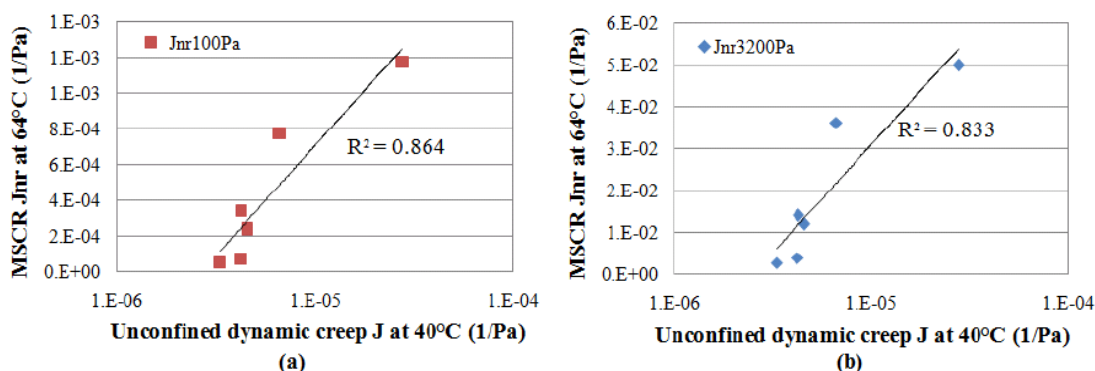 MSCR Jnr at 64°C (1/Pa)
1.E-03
1.E-03
1.E-03
8.E-04
6.E-04
4.E-04
2.E-04
0.E+00
Jnr100Pa
R² = 0.864
1.E-06
1.E-05
1.E-04
Unconfined dynamic creep J at 40°C (1/Pa)
(a)
MSCR Jnr at 64°C (1/Pa)
6.E-02
5.E-02
4.E-02
3.E-02
2.E-02
1.E-02
0.E+00
Jnr3200Pa
R² = 0.833
1.E-06
1.E-05
1.E-04
Unconfined dynamic creep J at 40°C (1/Pa)
(b)